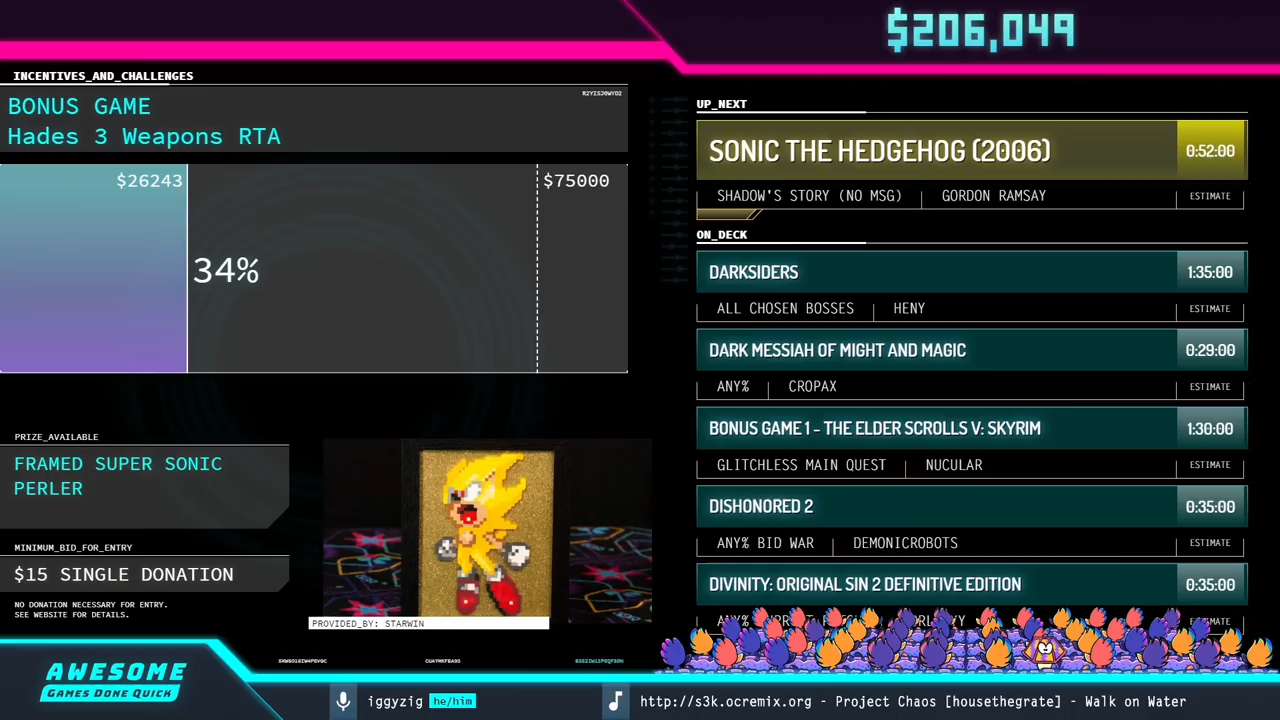 $206,049
INCENTIVES_AND_CHALLENGES
BONUS GAME
Hades 3 Weapons RTA
$26243
$75000
34%
UP_NEXT
SONIC THE HEDGEHOG (2006)
0:52:00
SHADOW'S STORY (NO MSG)
GORDON RAMSAY
ESTIMATE
ON_DECK
DARKSIDERS
1:35:00
ALL CHOSEN BOSSES
HENY
ESTIMATE
DARK MESSIAH OF MIGHT AND MAGIC
0:29:00
ANY%
CROPAX
ESTIMATE
BONUS GAME 1 - THE ELDER SCROLLS V: SKYRIM
1:30:00
GLITCHLESS MAIN QUEST
NUCULAR
ESTIMATE
DISHONORED 2
0:35:00
ANY% BID WAR
DEMONICROBOTS
ESTIMATE
DIVINITY: ORIGINAL SIN 2 DEFINITIVE EDITION
0:35:00
PRIZE_AVAILABLE
FRAMED SUPER SONIC
PERLER
MINIMUM_BID_FOR_ENTRY
$15 SINGLE DONATION
NO DONATION NECESSARY FOR ENTRY.
SEE WEBSITE FOR DETAILS.
PROVIDED_BY: STARWIN
AWESOME
GAMES DONE QUICK
iggyzig he/him
http://s3k.ocremix.org - Project Chaos [housethegrate] - Walk on Water